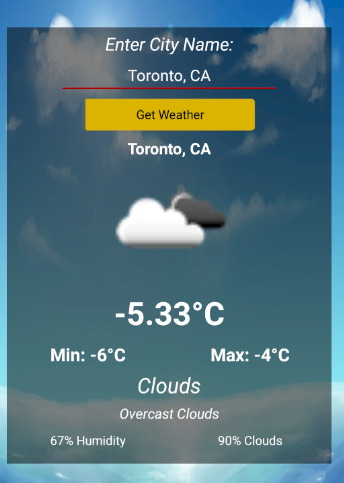 Enter City Name:
Toronto, CA
Get Weather
Toronto, CA
-5.33°C
Min: -6°C Max: -4°C
Clouds
Overcast Clouds
67% Humidity 90% Clouds